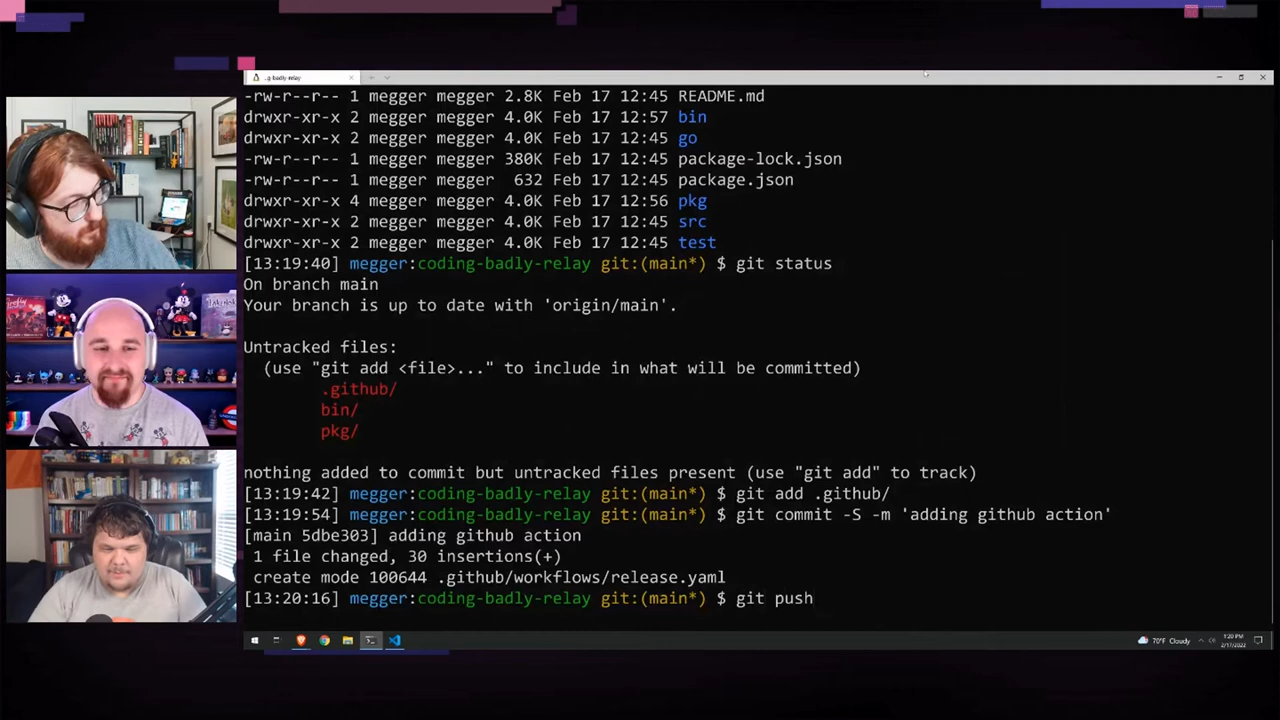 ..g badly-relay
-rw-r--r-- 1 megger megger 2.8K Feb 17 12:45 README.md
drwxr-xr-x 2 megger megger 4.0K Feb 17 12:57 bin
drwxr-xr-x 2 megger megger 4.0K Feb 17 12:45 go
-rw-r--r-- 1 megger megger 380K Feb 17 12:45 package-lock.json
-rw-r--r-- 1 megger megger  632 Feb 17 12:45 package.json
drwxr-xr-x 4 megger megger 4.0K Feb 17 12:56 pkg
drwxr-xr-x 2 megger megger 4.0K Feb 17 12:45 src
drwxr-xr-x 2 megger megger 4.0K Feb 17 12:45 test
[13:19:40] megger:coding-badly-relay git:(main*) $ git status
On branch main
Your branch is up to date with 'origin/main'.
Untracked files:
(use "git add <file>..." to include in what will be committed)
.github/
bin/
pkg/
nothing added to commit but untracked files present (use "git add" to track)
[13:19:42] megger:coding-badly-relay git:(main*) $ git add .github/
[13:19:54] megger:coding-badly-relay git:(main*) $ git commit -S -m 'adding github action'
[main 5dbe303] adding github action
1 file changed, 30 insertions(+)
create mode 100644 .github/workflows/release.yaml
[13:20:16] megger:coding-badly-relay git:(main*) $ git push
70°F Cloudy
1:20 PM
2/17/2022